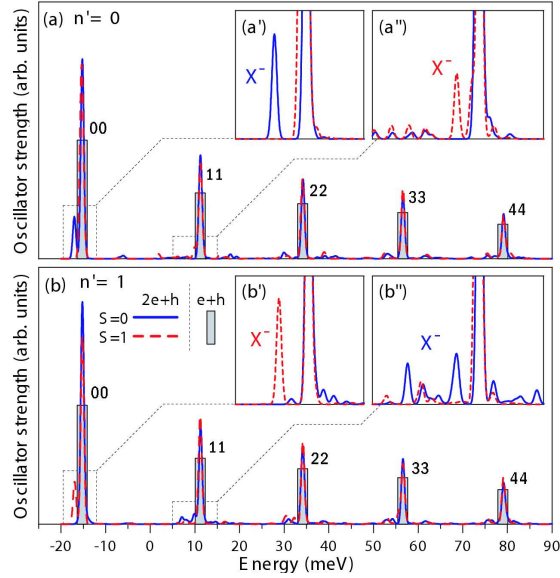 (a) n'= 0
(a')
(a'')
X⁻
X⁻
00
11
22
33
44
Oscillator strength (arb. units)
(b) n'= 1
2e+h
e+h
S=0
S=1
(b')
(b'')
X⁻
X⁻
00
11
22
33
44
Oscillator strength (arb. units)
-20 -10 0 10 20 30 40 50 60 70 80 90
Energy (meV)